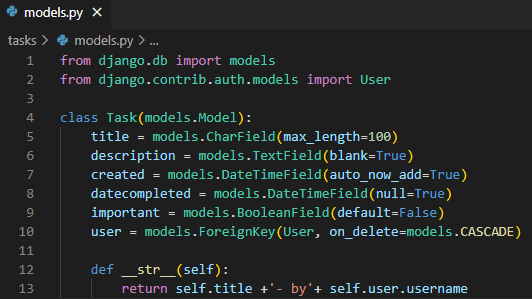 models.py ×
tasks > models.py > ...
1 from django.db import models
2 from django.contrib.auth.models import User
3
4 class Task(models.Model):
5     title = models.CharField(max_length=100)
6     description = models.TextField(blank=True)
7     created = models.DateTimeField(auto_now_add=True)
8     datecompleted = models.DateTimeField(null=True)
9     important = models.BooleanField(default=False)
10     user = models.ForeignKey(User, on_delete=models.CASCADE)
11
12     def __str__(self):
13         return self.title +'- by'+ self.user.username